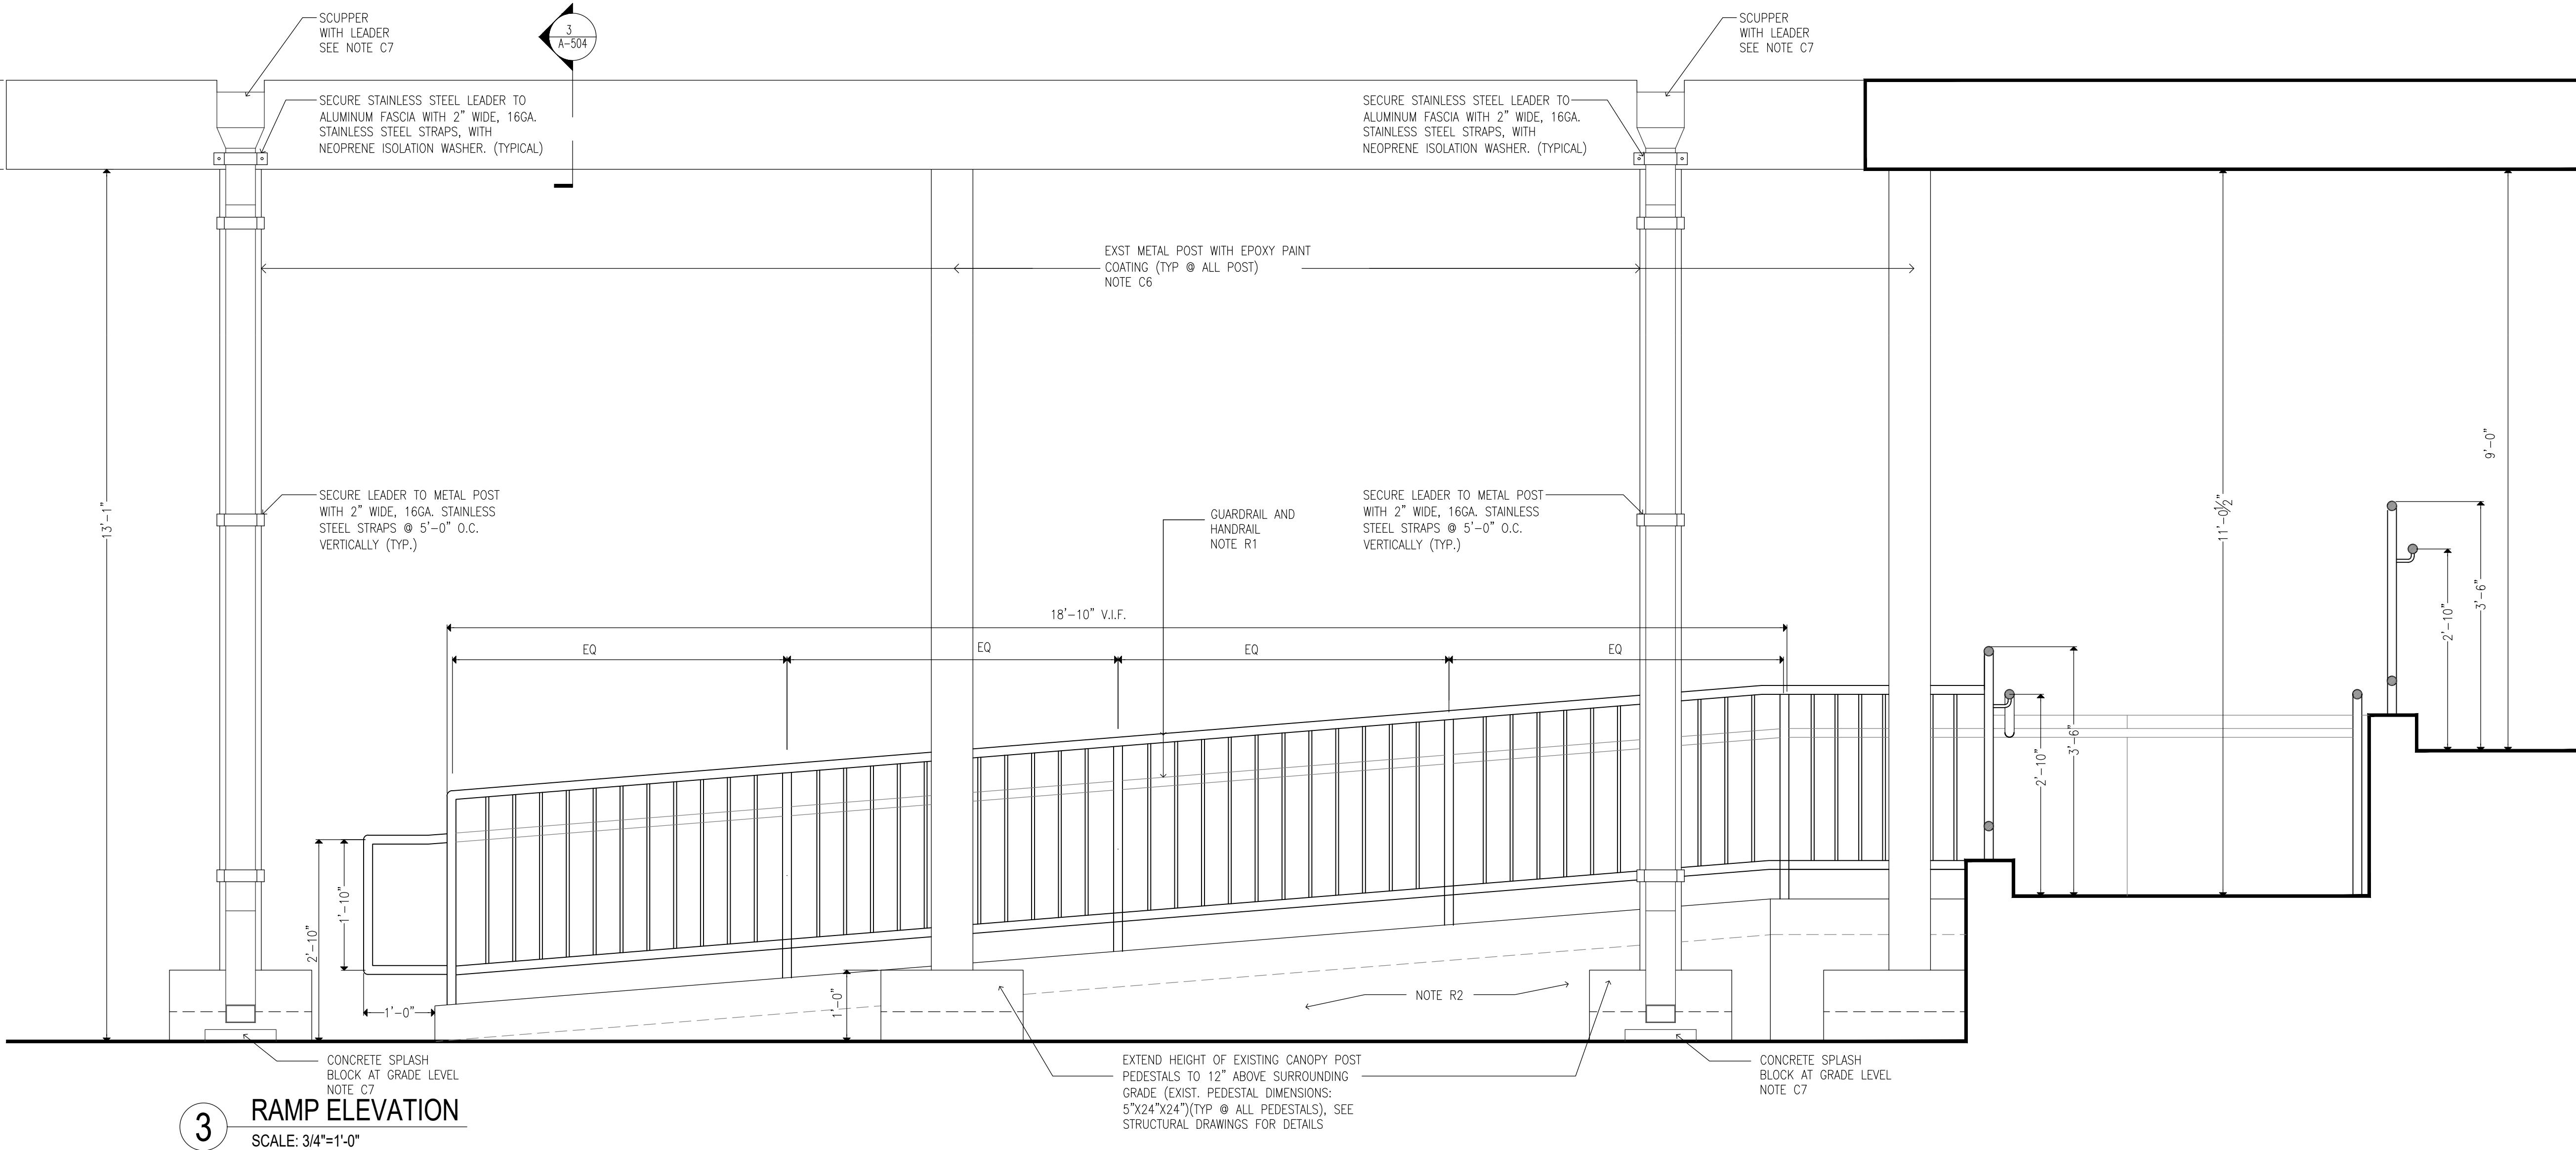 SCUPPER
WITH LEADER
SEE NOTE C7
3
A-504
SCUPPER
WITH LEADER
SEE NOTE C7
SECURE STAINLESS STEEL LEADER TO
ALUMINUM FASCIA WITH 2" WIDE, 16GA.
STAINLESS STEEL STRAPS, WITH
NEOPRENE ISOLATION WASHER. (TYPICAL)
SECURE STAINLESS STEEL LEADER TO
ALUMINUM FASCIA WITH 2" WIDE, 16GA.
STAINLESS STEEL STRAPS, WITH
NEOPRENE ISOLATION WASHER. (TYPICAL)
EXST METAL POST WITH EPOXY PAINT
COATING (TYP @ ALL POST)
NOTE C6
13'-1"
SECURE LEADER TO METAL POST
WITH 2" WIDE, 16GA. STAINLESS
STEEL STRAPS @ 5'-0" O.C.
VERTICALLY (TYP.)
GUARDRAIL AND
HANDRAIL
NOTE R1
SECURE LEADER TO METAL POST
WITH 2" WIDE, 16GA. STAINLESS
STEEL STRAPS @ 5'-0" O.C.
VERTICALLY (TYP.)
11'-0½"
9'-0"
3'-6"
2'-10"
18'-10" V.I.F.
EQ
EQ
EQ
EQ
3'-6"
2'-10"
1'-10"
2'-10"
1'-0"
1'-0"
NOTE R2
CONCRETE SPLASH
BLOCK AT GRADE LEVEL
NOTE C7
EXTEND HEIGHT OF EXISTING CANOPY POST
PEDESTALS TO 12" ABOVE SURROUNDING
GRADE (EXIST. PEDESTAL DIMENSIONS:
5"X24"X24")(TYP @ ALL PEDESTALS), SEE
STRUCTURAL DRAWINGS FOR DETAILS
CONCRETE SPLASH
BLOCK AT GRADE LEVEL
NOTE C7
3
RAMP ELEVATION
SCALE: 3/4"=1'-0"